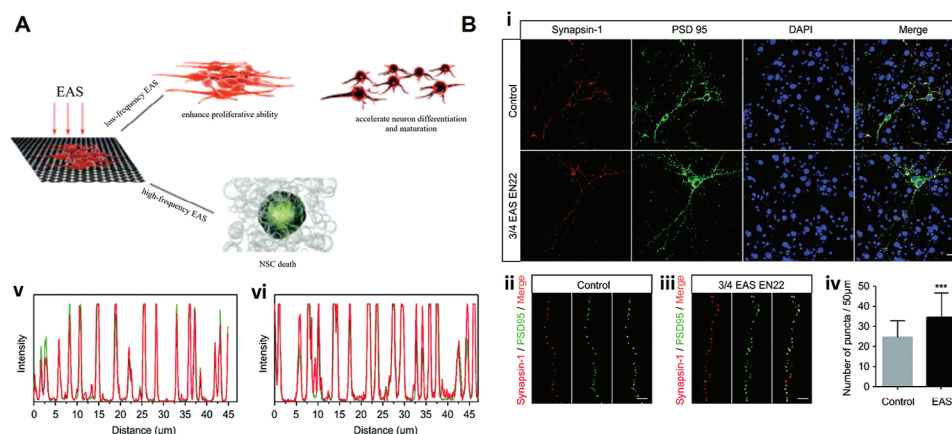 A
EAS
low-frequency EAS
high-frequency EAS
enhance proliferative ability
accelerate neuron differentiation
and maturation
NSC death
B
i
Synapsin-1
PSD 95
DAPI
Merge
Control
3/4 EAS EN22
v
Intensity
0 5 10 15 20 25 30 35 40 45
Distance (µm)
vi
Intensity
0 5 10 15 20 25 30 35 40 45
Distance (µm)
ii
Control
Synapsin-1 / PSD95 / Merge
iii
3/4 EAS EN22
Synapsin-1 / PSD95 / Merge
iv
***
Number of puncta / 50µm
50
40
30
20
10
0
Control
EAS